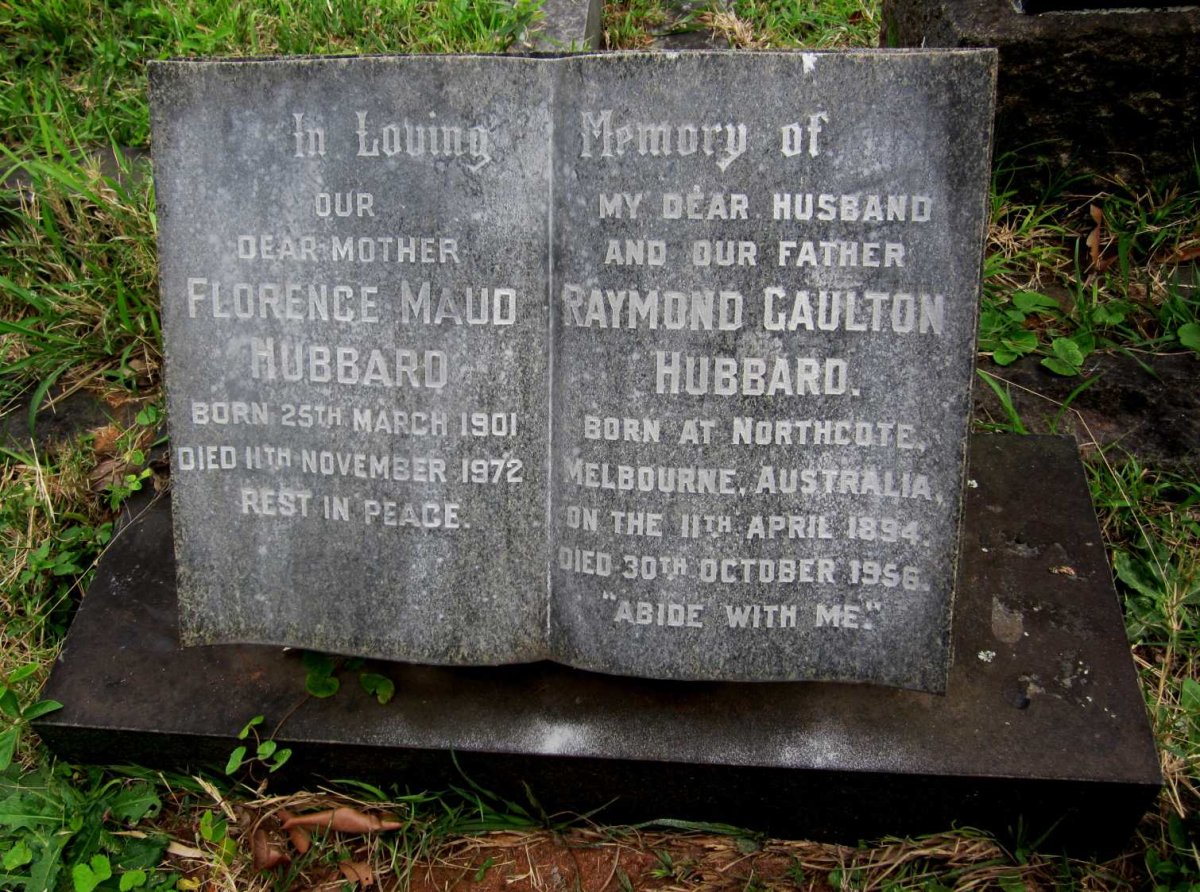 In Loving Memory of
OUR
DEAR MOTHER
FLORENCE MAUD
HUBBARD
BORN 25TH MARCH 1901
DIED 11TH NOVEMBER 1972
REST IN PEACE.
MY DEAR HUSBAND
AND OUR FATHER
RAYMOND GAULTON
HUBBARD.
BORN AT NORTHCOTE,
MELBOURNE, AUSTRALIA,
ON THE 11TH APRIL 1894.
DIED 30TH OCTOBER 1956.
"ABIDE WITH ME."